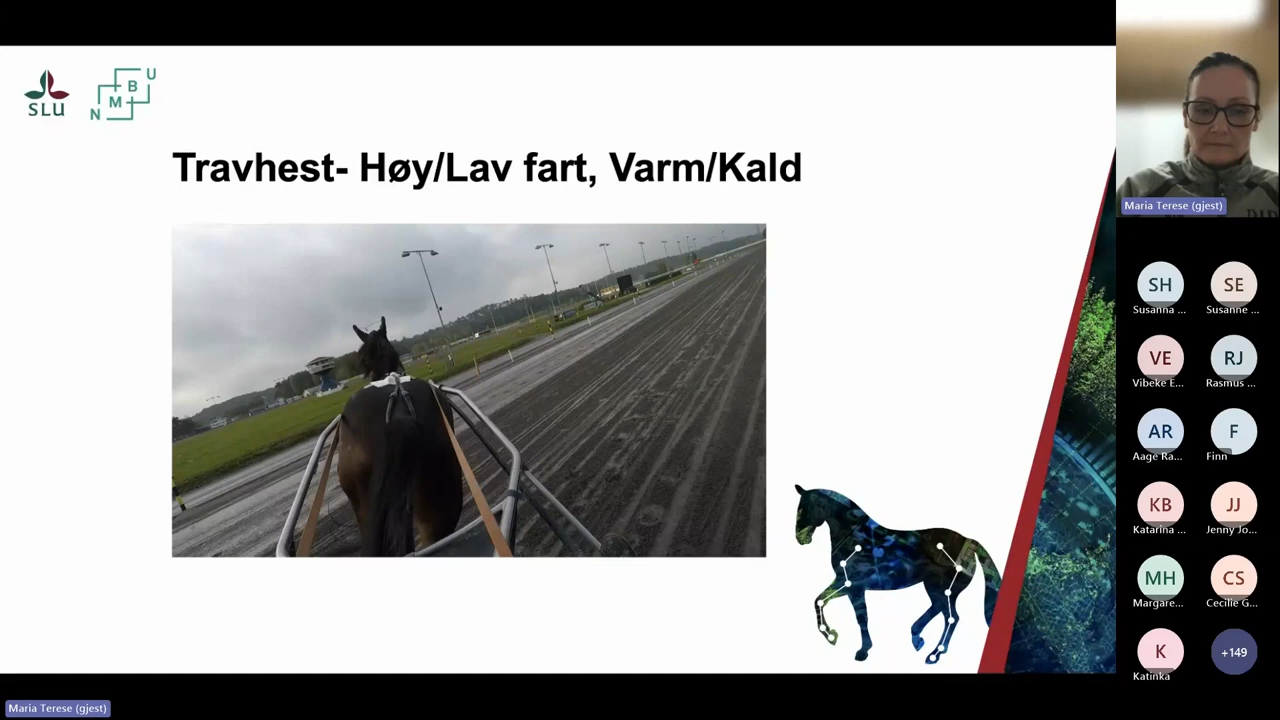 SLU
N M B U
Travhest- Høy/Lav fart, Varm/Kald
Maria Terese (gjest)
SH
Susanna ...
SE
Susanne ...
VE
Vibeke E...
RJ
Rasmus ...
AR
Aage Ra...
F
Finn
KB
Katarina ...
JJ
Jenny Jo...
MH
Margare...
CS
Cecilie G...
K
Katinka
+149
Maria Terese (gjest)